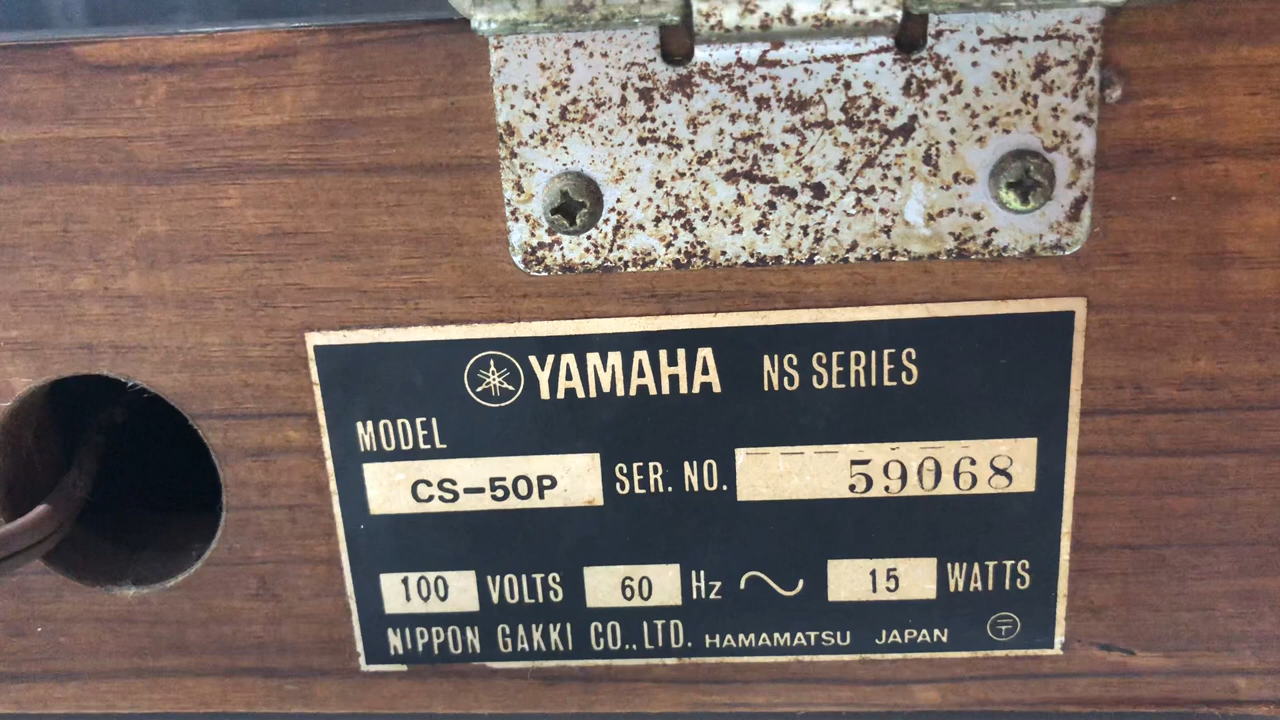 YAMAHA NS SERIES
MODEL
CS-50P SER. NO. 59068
100 VOLTS 60 Hz ~ 15 WATTS
NIPPON GAKKI CO.,LTD. HAMAMATSU JAPAN 〒